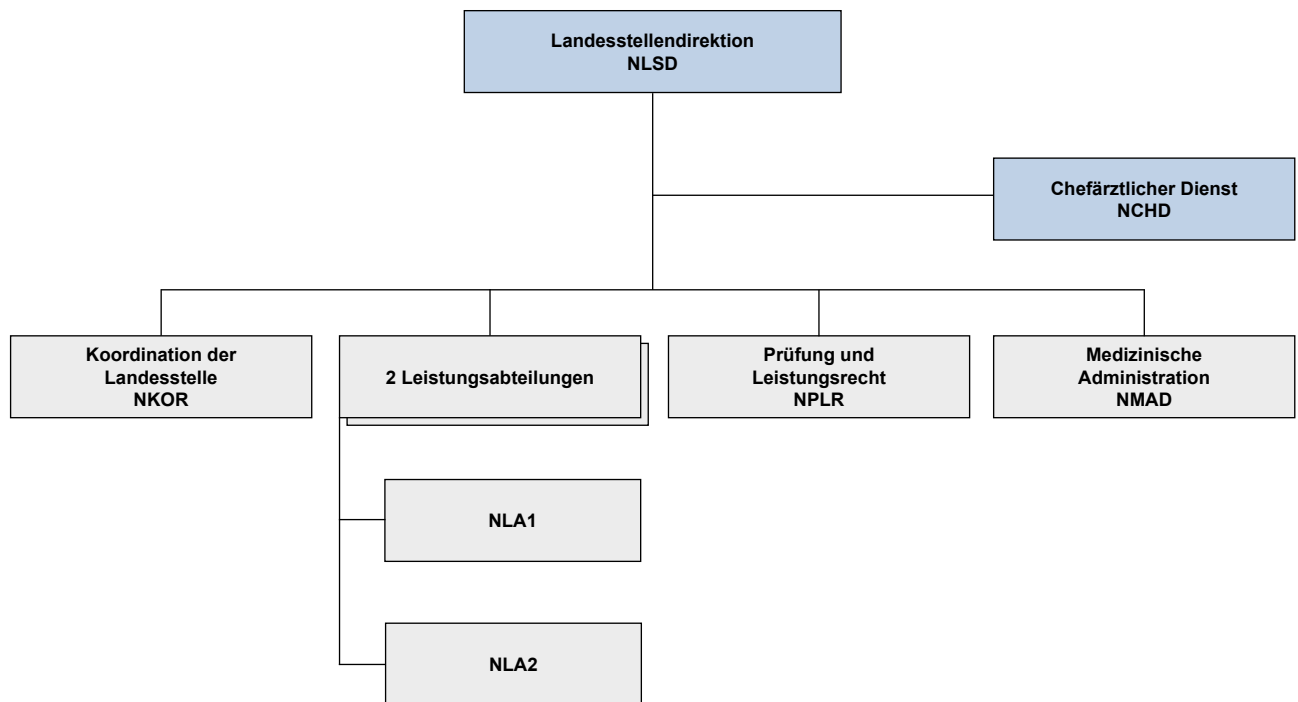 Landesstellendirektion
NLSD
Chefärztlicher Dienst
NCHD
Koordination der
Landesstelle
NKOR
2 Leistungsabteilungen
Prüfung und
Leistungsrecht
NPLR
Medizinische
Administration
NMAD
NLA1
NLA2